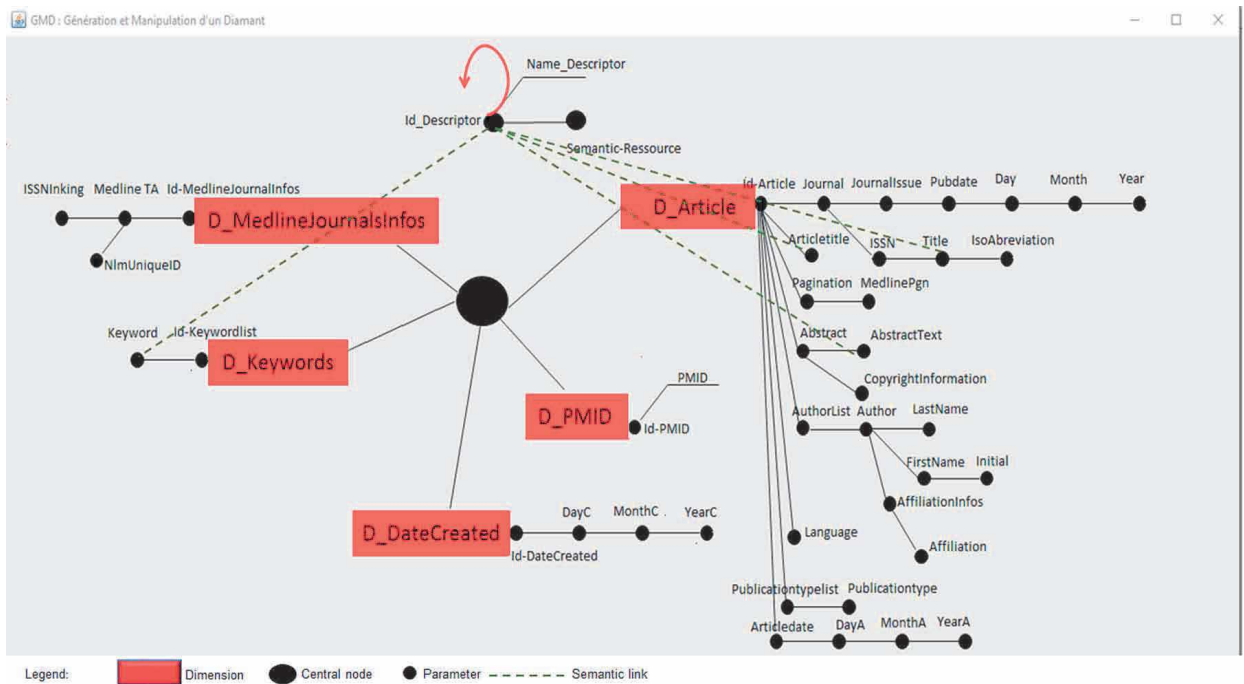 GMD : Génération et Manipulation d'un Diamant
Name_Descriptor
Id_Descriptor
Semantic-Ressource
ISSNInking Medline TA Id-MedlineJournalInfos
Id-Article Journal JournalIssue Pubdate Day Month Year
D_MedlineJournalsInfos
D_Article
Articletitle ISSN Title IsoAbreviation
NlmUniqueID
Pagination MedlinePgn
Keyword Id-Keywordlist
Abstract AbstractText
D_Keywords
CopyrightInformation
PMID
D_PMID
Id-PMID
AuthorList Author LastName
FirstName Initial
AffiliationInfos
DayC MonthC YearC
D_DateCreated
Id-DateCreated
Language
Affiliation
Publicationtypelist Publicationtype
Articledate DayA MonthA YearA
Legend: Dimension Central node Parameter Semantic link